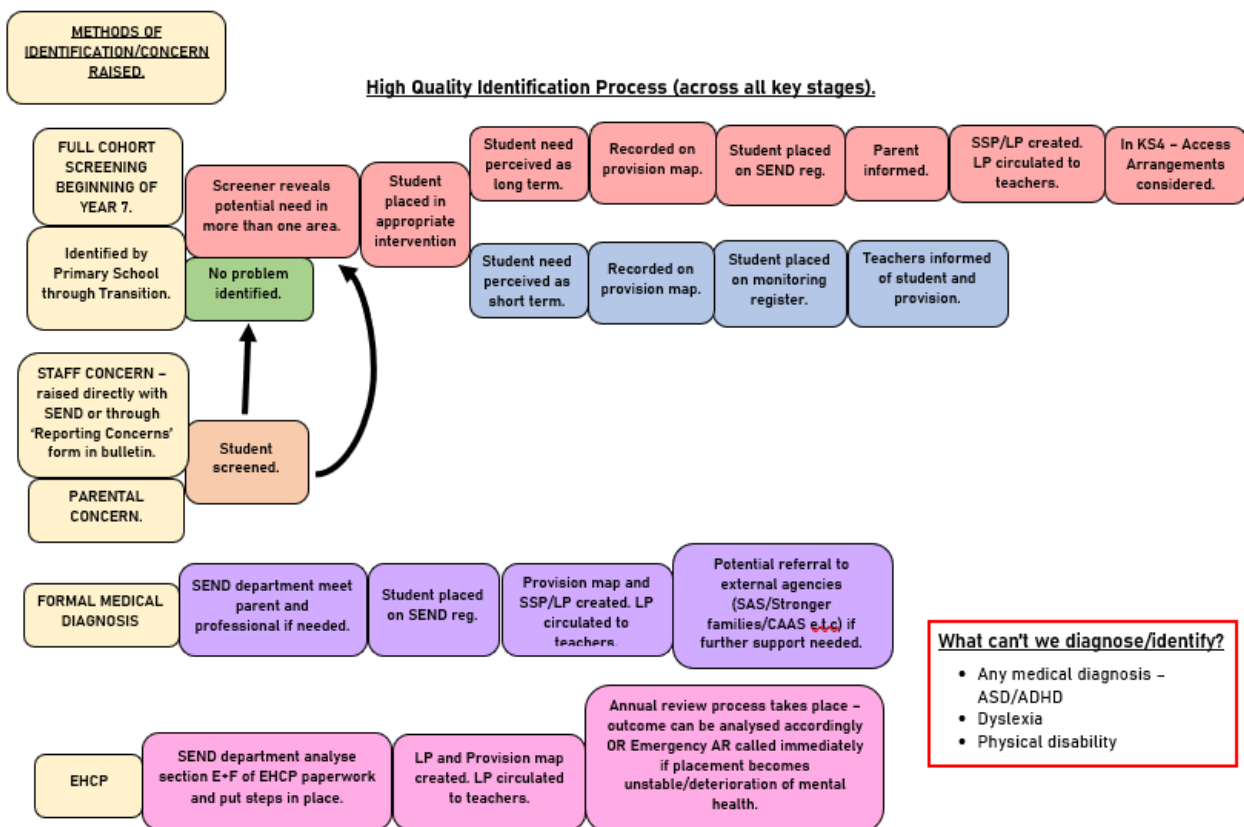 METHODS OF
IDENTIFICATION/CONCERN
RAISED.
High Quality Identification Process (across all key stages).
FULL COHORT
SCREENING
BEGINNING OF
YEAR 7.
Identified by
Primary School
through Transition.
Screener reveals
potential need in
more than one area.
No problem
identified.
Student
placed in
appropriate
intervention
Student need
perceived as
long term.
Recorded on
provision map.
Student placed
on SEND reg.
Parent
informed.
SSP/LP created.
LP circulated to
teachers.
In KS4 – Access
Arrangements
considered.
Student need
perceived as
short term.
Recorded on
provision map.
Student placed
on monitoring
register.
Teachers informed
of student and
provision.
STAFF CONCERN –
raised directly with
SEND or through
‘Reporting Concerns’
form in bulletin.
PARENTAL
CONCERN.
Student
screened.
FORMAL MEDICAL
DIAGNOSIS
SEND department meet
parent and
professional if needed.
Student placed
on SEND reg.
Provision map and
SSP/LP created. LP
circulated to
teachers.
Potential referral to
external agencies
(SAS/Stronger
families/CAAS e.t.c) if
further support needed.
EHCP
SEND department analyse
section E+F of EHCP paperwork
and put steps in place.
LP and Provision map
created. LP circulated
to teachers.
Annual review process takes place –
outcome can be analysed accordingly
OR Emergency AR called immediately
if placement becomes
unstable/deterioration of mental
health.
What can't we diagnose/identify?
• Any medical diagnosis –
ASD/ADHD
• Dyslexia
• Physical disability